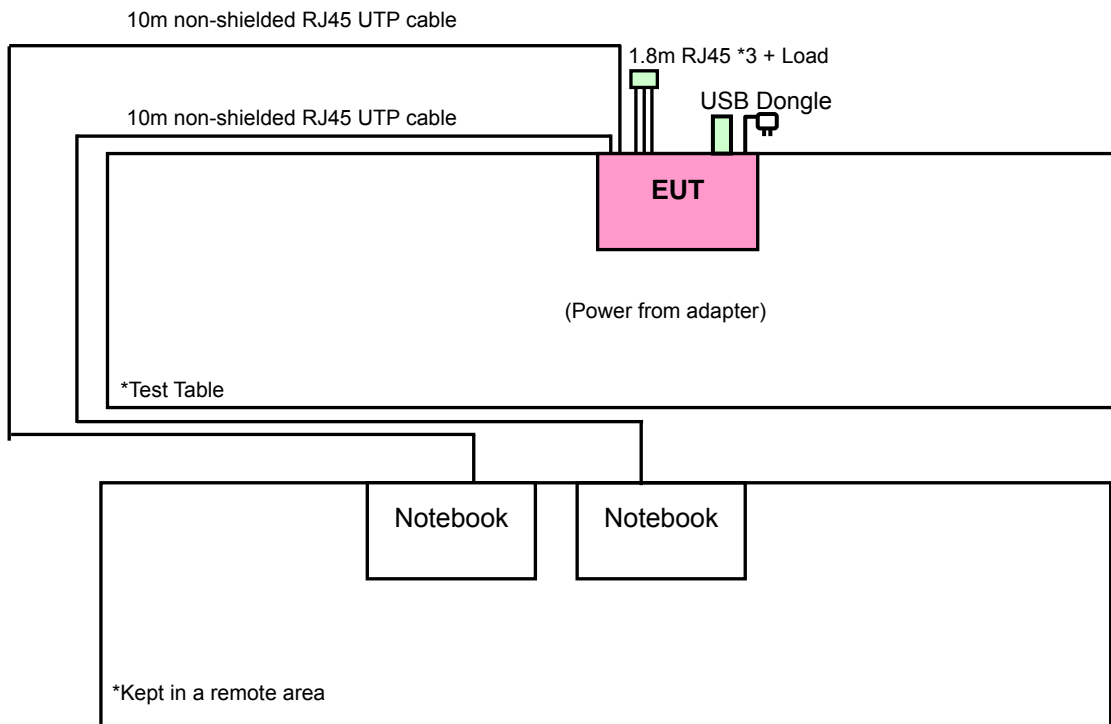 10m non-shielded RJ45 UTP cable
1.8m RJ45 *3 + Load
USB Dongle
10m non-shielded RJ45 UTP cable
EUT
(Power from adapter)
*Test Table
Notebook
Notebook
*Kept in a remote area